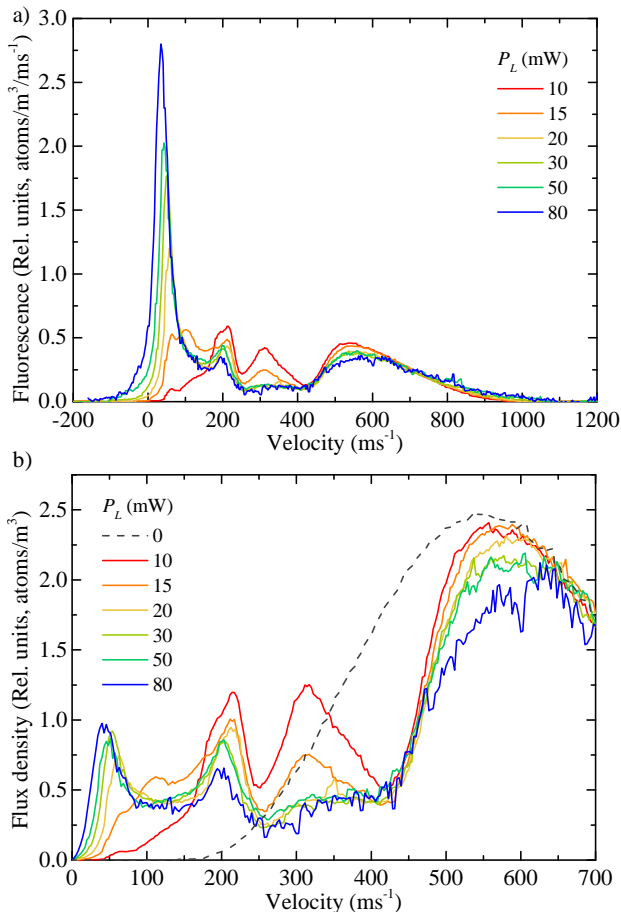 a)
Fluorescence (Rel. units, atoms/m³/ms⁻¹)
3.0
2.5
2.0
1.5
1.0
0.5
0.0
P_L (mW)
10
15
20
30
50
80
-200 0 200 400 600 800 1000 1200
Velocity (ms⁻¹)
b)
Flux density (Rel. units, atoms/m³)
2.5
2.0
1.5
1.0
0.5
0.0
P_L (mW)
0
10
15
20
30
50
80
0 100 200 300 400 500 600 700
Velocity (ms⁻¹)